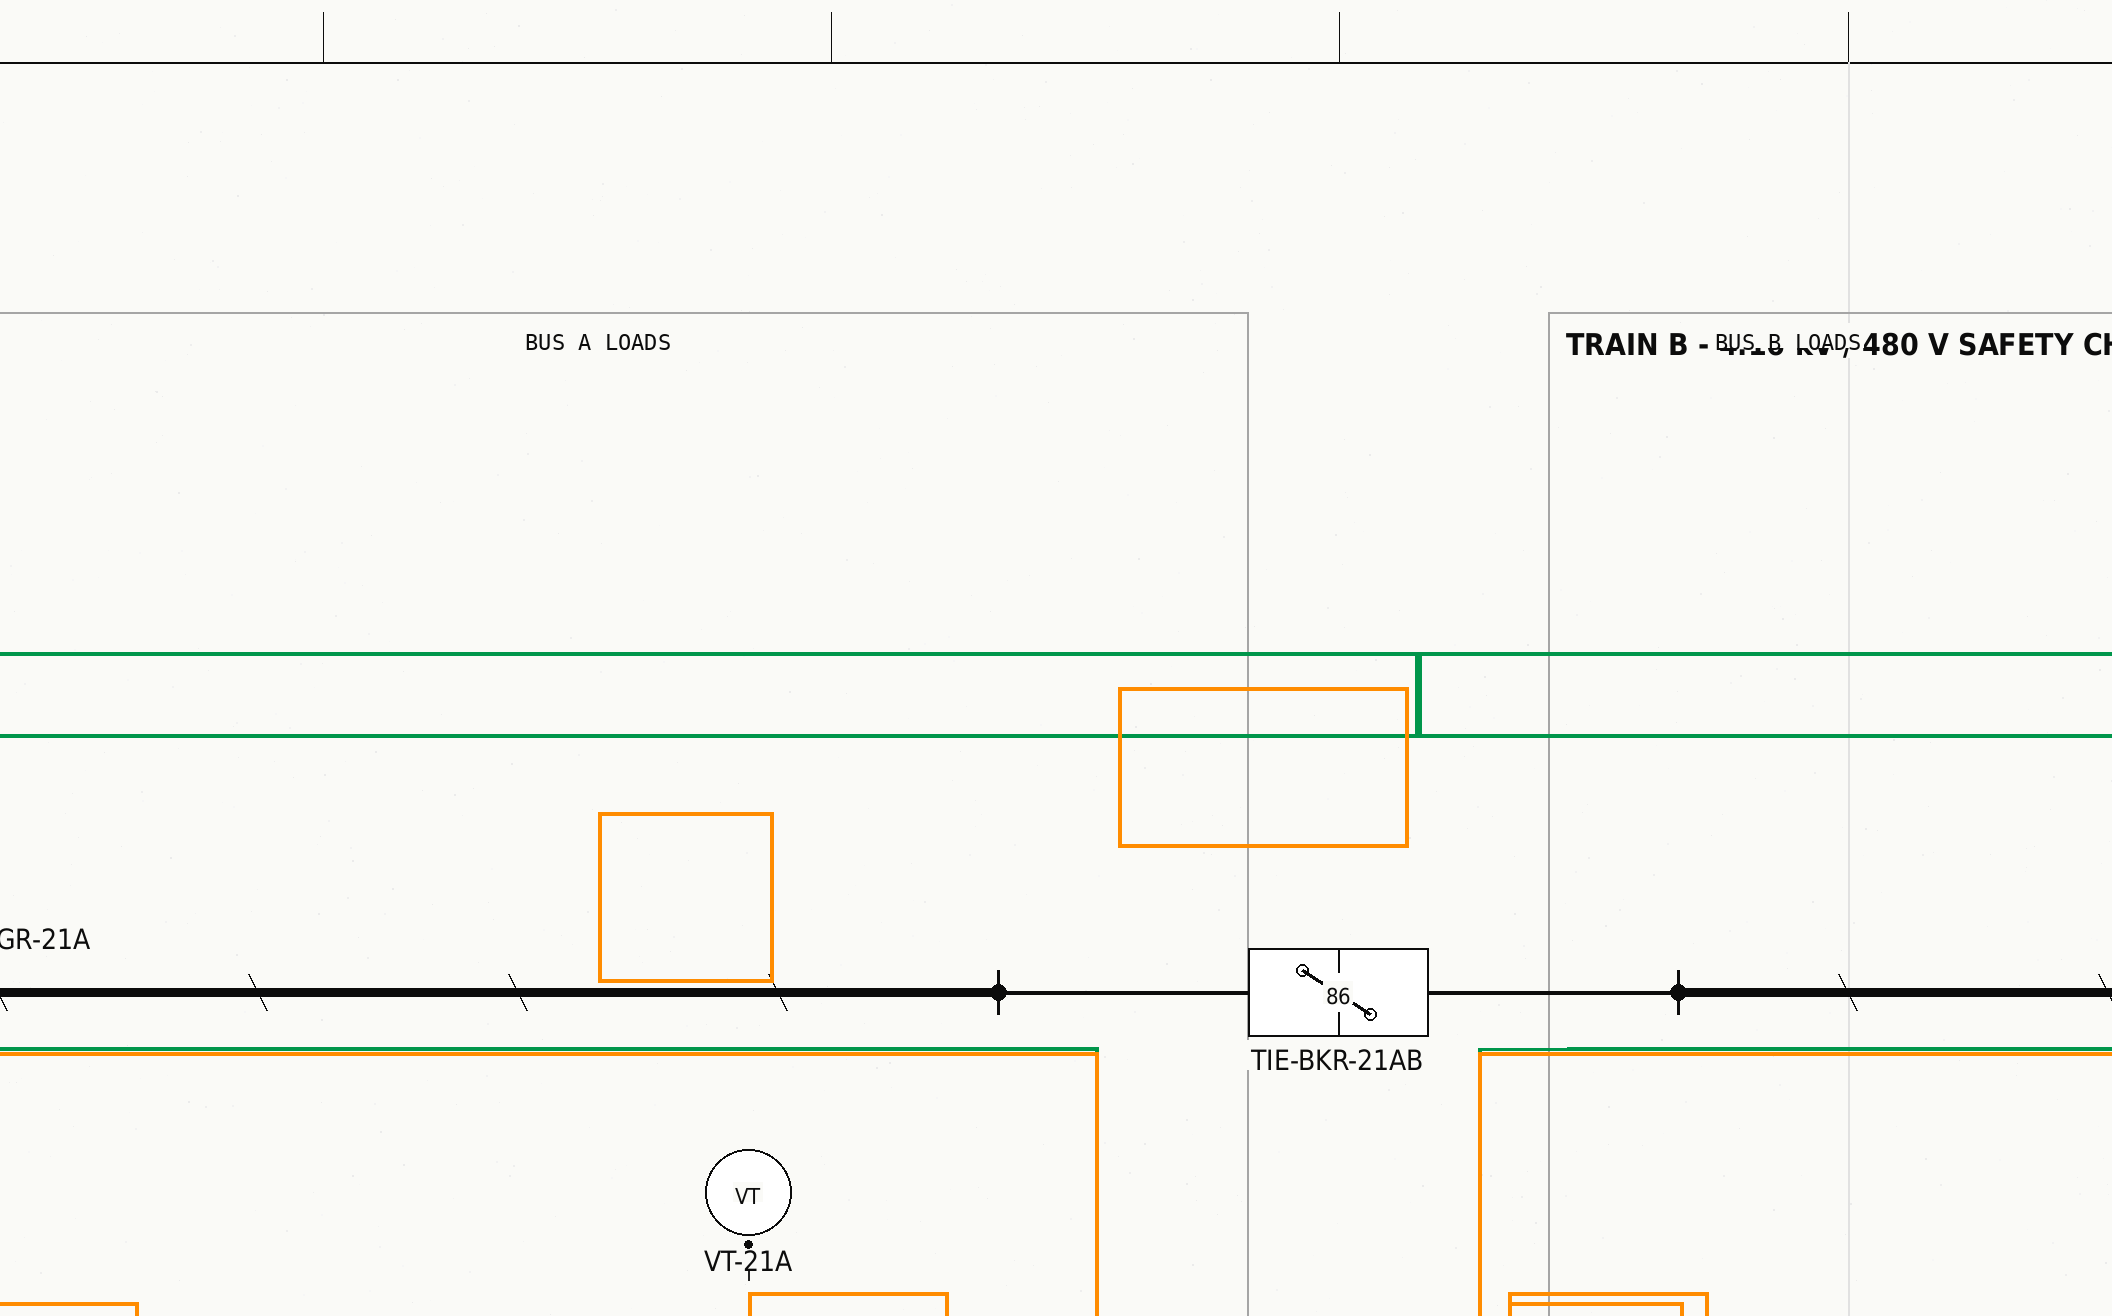 BUS A LOADS
TRAIN B - 480 V SAFETY
BUS B LOADS
GR-21A
86
TIE-BKR-21AB
VT
VT-21A